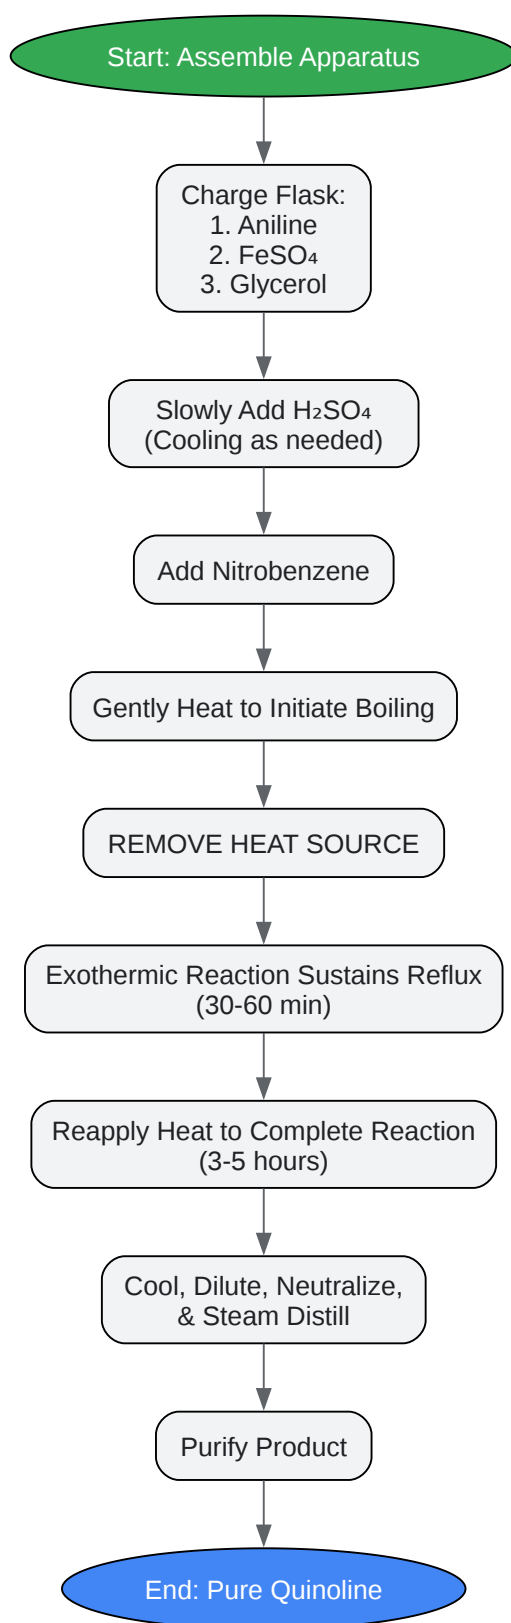 Start: Assemble Apparatus
Charge Flask:
1. Aniline
2. FeSO₄
3. Glycerol
Slowly Add H₂SO₄
(Cooling as needed)
Add Nitrobenzene
Gently Heat to Initiate Boiling
REMOVE HEAT SOURCE
Exothermic Reaction Sustains Reflux
(30-60 min)
Reapply Heat to Complete Reaction
(3-5 hours)
Cool, Dilute, Neutralize,
& Steam Distill
Purify Product
End: Pure Quinoline